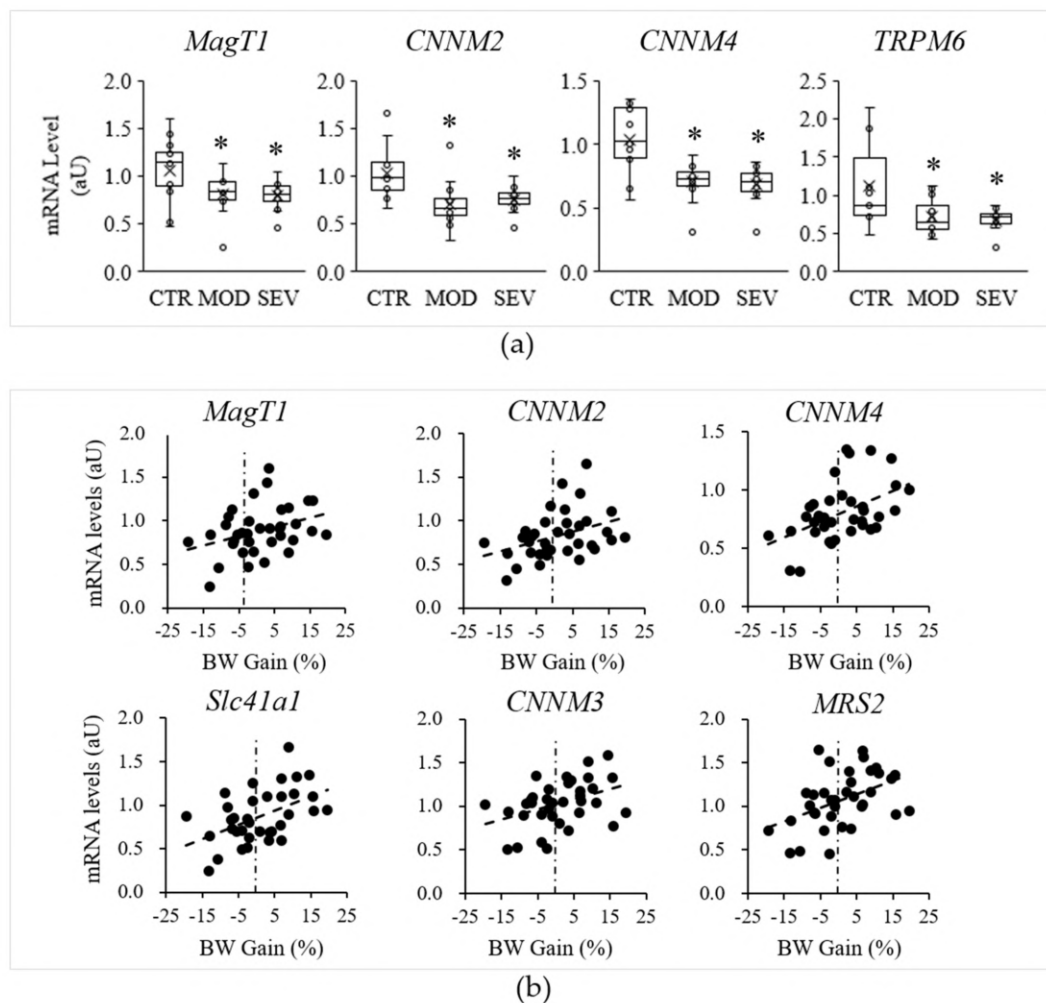 MagT1 CNNM2 CNNM4 TRPM6
mRNA Level
(aU)
2.0 2.0 1.5 2.5
1.5 1.5 1.0 2.0
1.0 1.0 0.5 1.5
0.5 0.5 0.0 1.0
0.0 0.0 0.5
0.0
* * * * * * * *
CTR MOD SEV CTR MOD SEV CTR MOD SEV CTR MOD SEV
(a)
MagT1 CNNM2 CNNM4
mRNA levels (aU)
2.0 2.0 1.5
1.5 1.5 1.0
1.0 1.0 0.5
0.5 0.5 0.0
0.0 0.0
-25 -15 -5 5 15 25 -25 -15 -5 5 15 25 -25 -15 -5 5 15 25
BW Gain (%) BW Gain (%) BW Gain (%)
Slc41a1 CNNM3 MRS2
mRNA levels (aU)
2.0 2.0 2.0
1.5 1.5 1.5
1.0 1.0 1.0
0.5 0.5 0.5
0.0 0.0 0.0
-25 -15 -5 5 15 25 -25 -15 -5 5 15 25 -25 -15 -5 5 15 25
BW Gain (%) BW Gain (%) BW Gain (%)
(b)